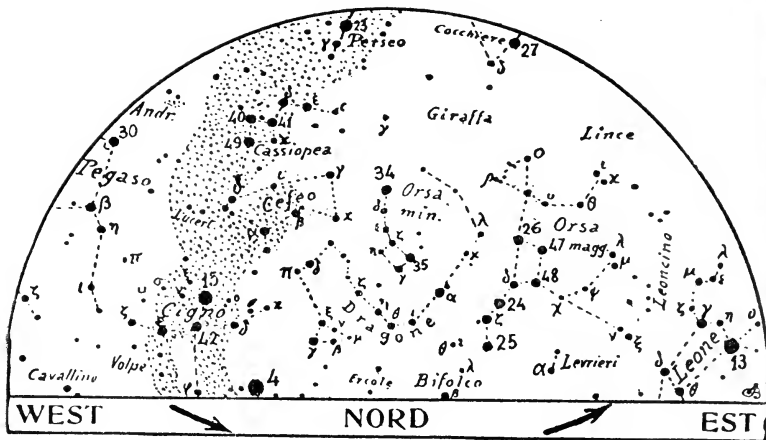 23
γ Perseo
Cocchiere
27
δ
Andr.
30
δ
ε
ι
40
41
49
χ
Cassiopea
γ
Giraffa
Lince
Pegaso
β
η
π
ι
ζ
Lucert.
δ
ι
γ
Cefeo
α
β
χ
34
δ
ε
ζ
η
γ
35
Orsa
min.
λ
χ
α
ο
ρ
υ
θ
ι
χ
26
Orsa
47 magg.
λ
μ
δ
48
24
ζ
25
χ
ψ
ν
ξ
Leoncino
λ
μ
ε
ζ
γ
η
υ
Leone
13
δ
θ
15
Cigno
42
δ
χ
ζ
Volpe
Cavallino
4
π
δ
ξ
γ
β
ν
μ
ι
θ
η
Dragone
Ercole
Bifolco
λ
β
θ
α
Levrieri
WEST
NORD
EST